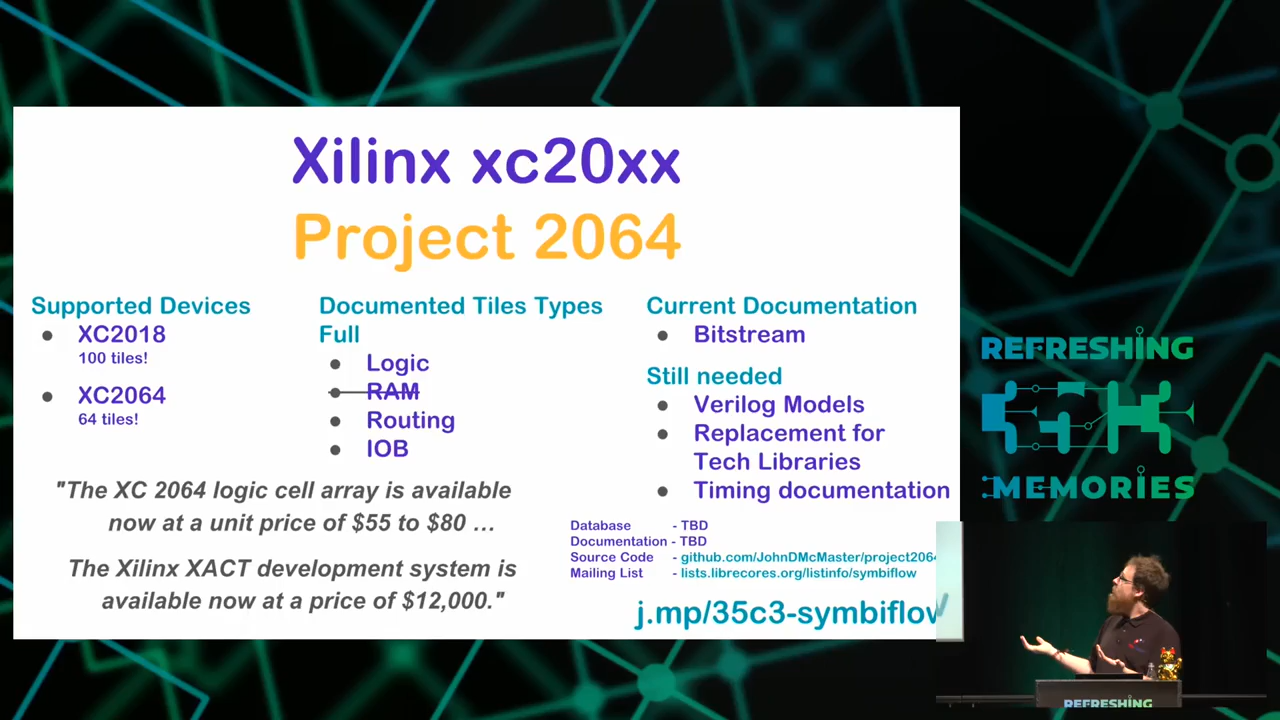 Xilinx xc20xx
Project 2064
Supported Devices
XC2018
100 tiles!
XC2064
64 tiles!
Documented Tiles Types
Full
Logic
RAM
Routing
IOB
Current Documentation
Bitstream
Still needed
Verilog Models
Replacement for
Tech Libraries
Timing documentation
"The XC 2064 logic cell array is available
now at a unit price of $55 to $80 …
The Xilinx XACT development system is
available now at a price of $12,000."
Database - TBD
Documentation - TBD
Source Code - github.com/JohnDMcMaster/project2064
Mailing List - lists.librecores.org/listinfo/symbiflow
j.mp/35c3-symbiflow
REFRESHING
35C3
MEMORIES
REFRESHING